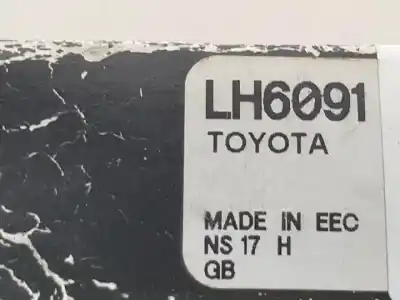 LH6091
TOYOTA
MADE IN EEC
NS 17 H
GB